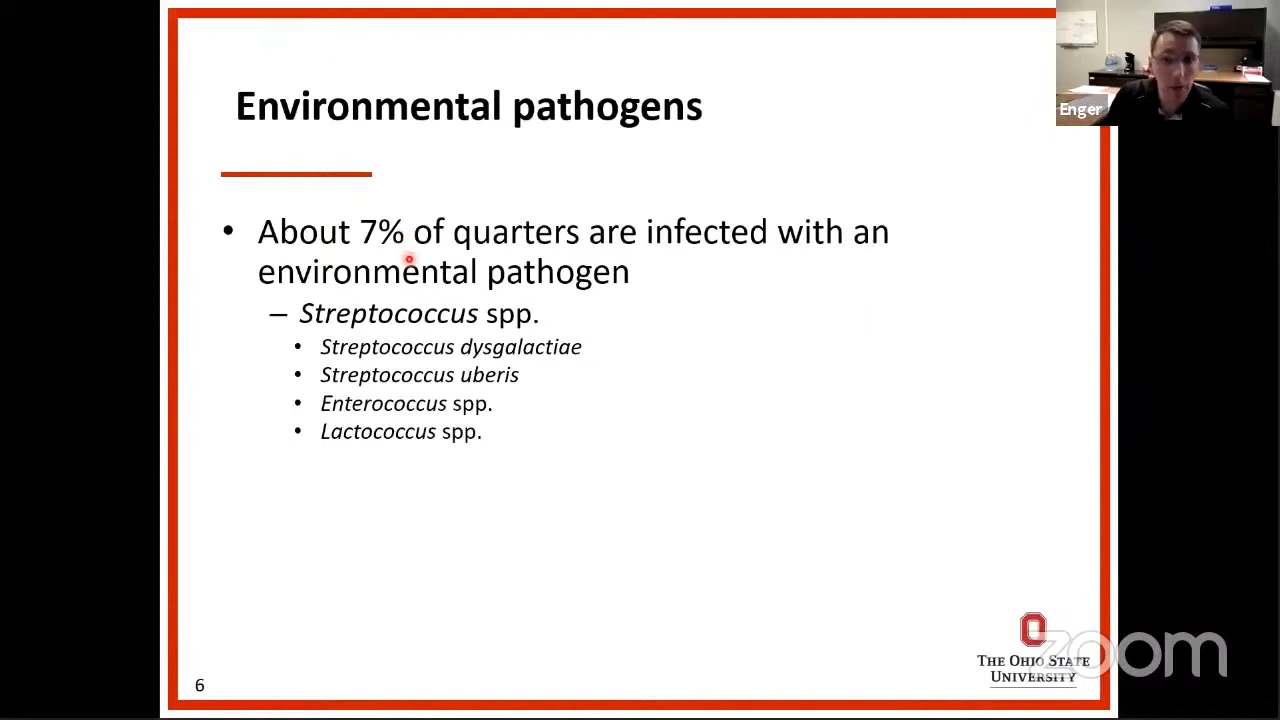 Environmental pathogens
• About 7% of quarters are infected with an
environmental pathogen
– Streptococcus spp.
• Streptococcus dysgalactiae
• Streptococcus uberis
• Enterococcus spp.
• Lactococcus spp.
Enger
THE OHIO STATE
UNIVERSITY
zoom
6